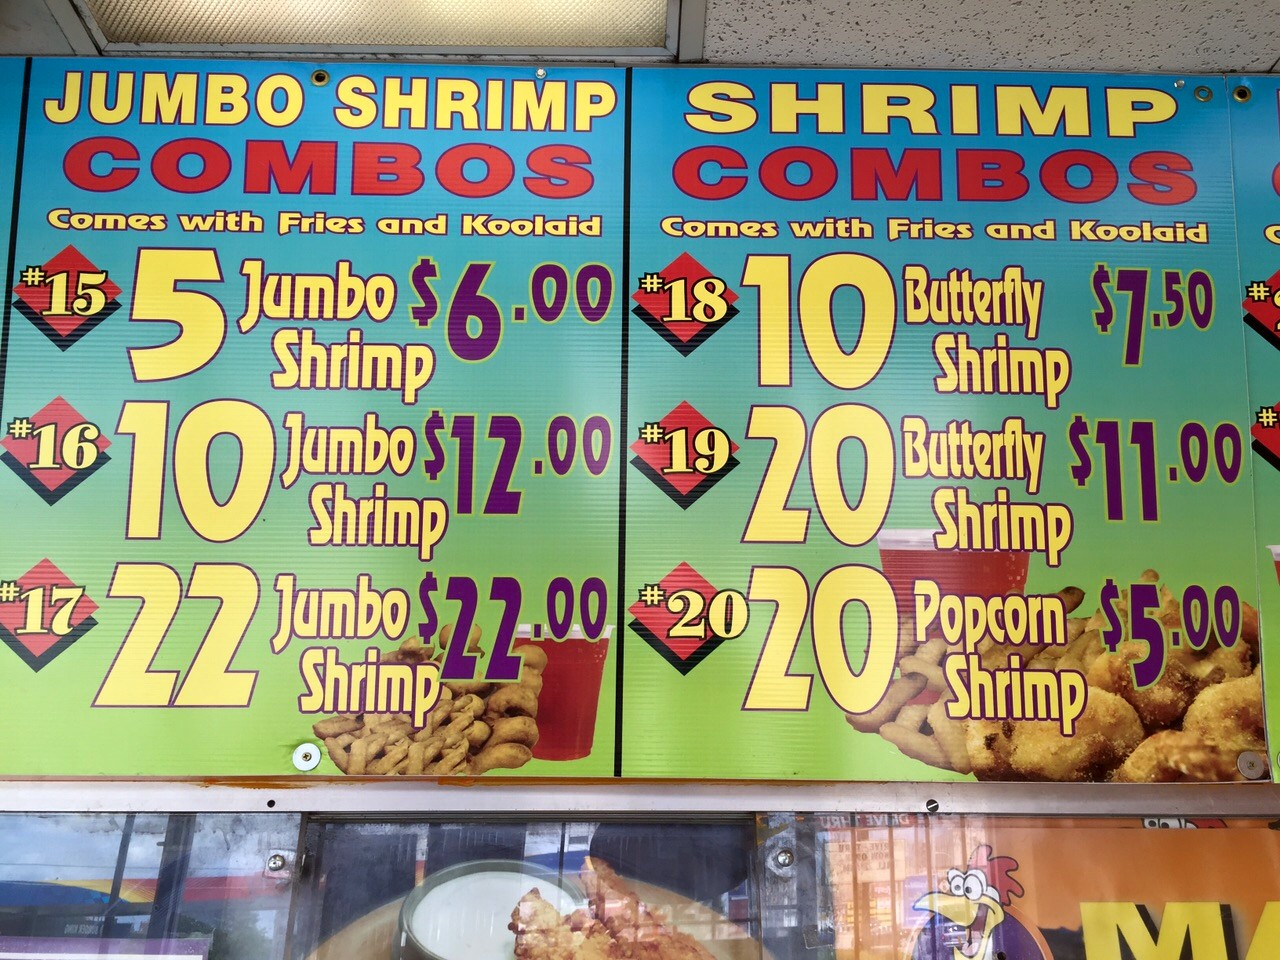 JUMBO SHRIMP
COMBOS
Comes with Fries and Koolaid
#15 5 Jumbo Shrimp $6.00
#16 10 Jumbo Shrimp $12.00
#17 22 Jumbo Shrimp $22.00
SHRIMP
COMBOS
Comes with Fries and Koolaid
#18 10 Butterfly Shrimp $7.50
#19 20 Butterfly Shrimp $11.00
#20 20 Popcorn Shrimp $5.00
DRIVE THRU